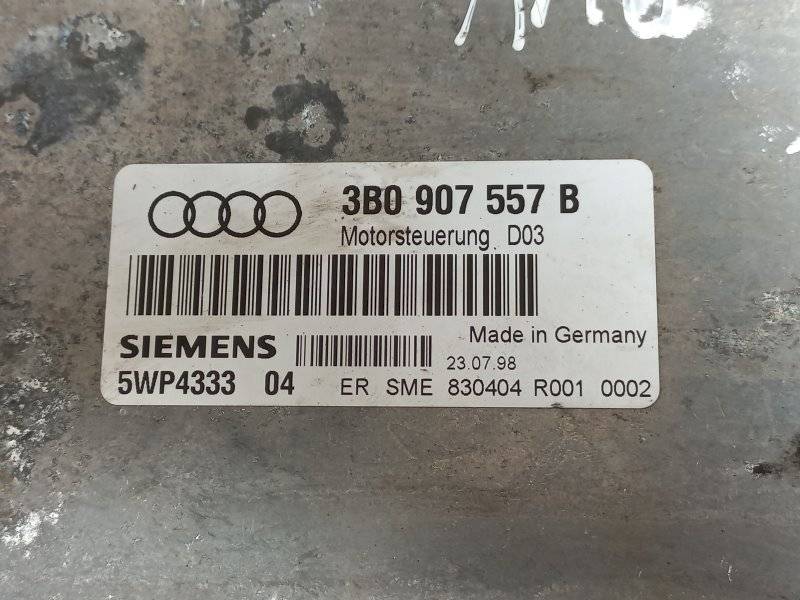 3B0 907 557 B
Motorsteuerung D03
Made in Germany
SIEMENS
23.07.98
5WP4333 04 ER SME 830404 R001 0002